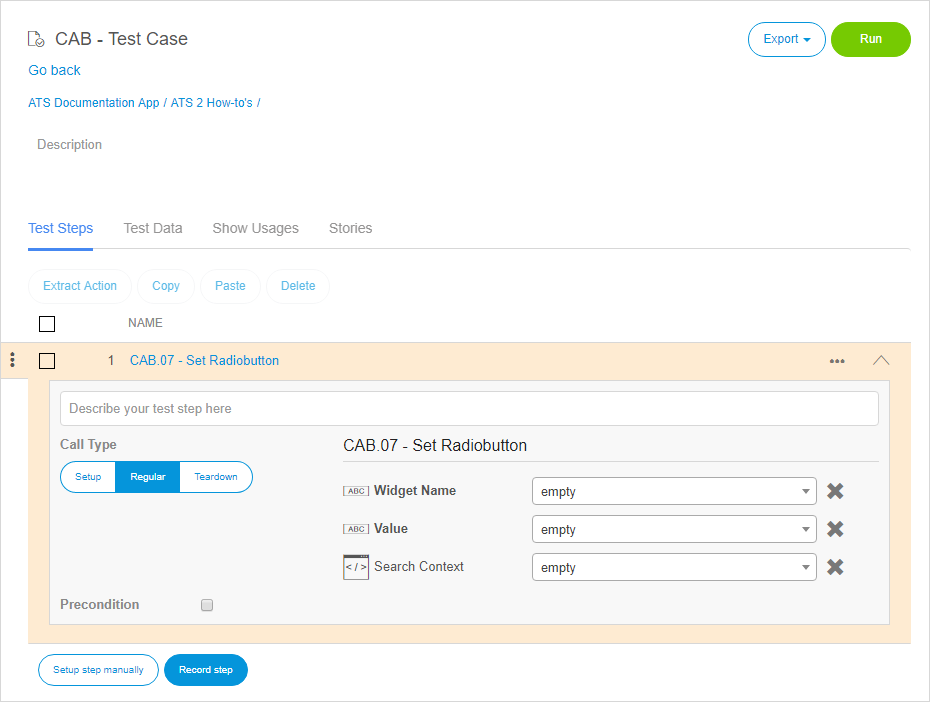 CAB - Test Case
Export
Run
Go back
ATS Documentation App / ATS 2 How-to's /
Description
Test Steps Test Data Show Usages Stories
Extract Action Copy Paste Delete
NAME
1 CAB.07 - Set Radiobutton
Describe your test step here
Call Type
Setup Regular Teardown
CAB.07 - Set Radiobutton
ABC Widget Name empty
ABC Value empty
</> Search Context empty
Precondition
Setup step manually Record step